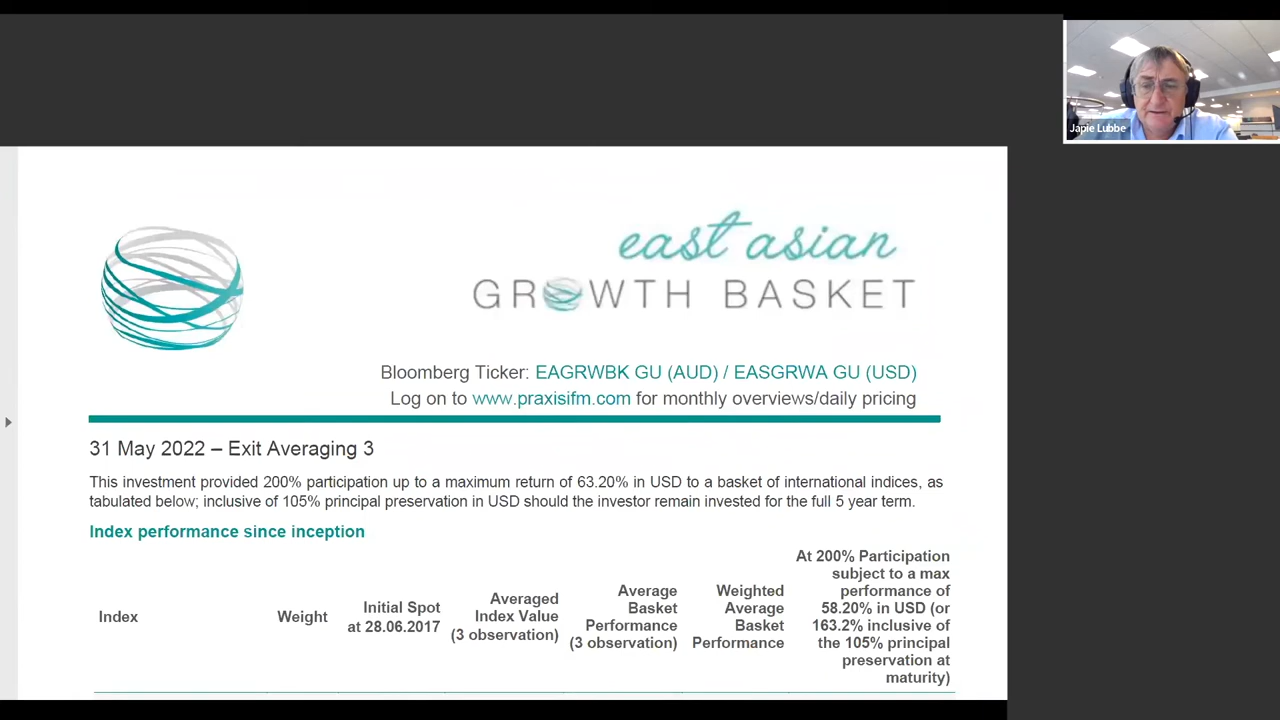 Japie Lubbe
east asian
GROWTH BASKET
Bloomberg Ticker: EAGRWBK GU (AUD) / EASGRWA GU (USD)
Log on to www.praxisifm.com for monthly overviews/daily pricing
31 May 2022 – Exit Averaging 3
This investment provided 200% participation up to a maximum return of 63.20% in USD to a basket of international indices, as
tabulated below; inclusive of 105% principal preservation in USD should the investor remain invested for the full 5 year term.
Index performance since inception
Index
Weight
Initial Spot
at 28.06.2017
Averaged
Index Value
(3 observation)
Average
Basket
Performance
(3 observation)
Weighted
Average
Basket
Performance
At 200% Participation
subject to a max
performance of
58.20% in USD (or
163.2% inclusive of
the 105% principal
preservation at
maturity)